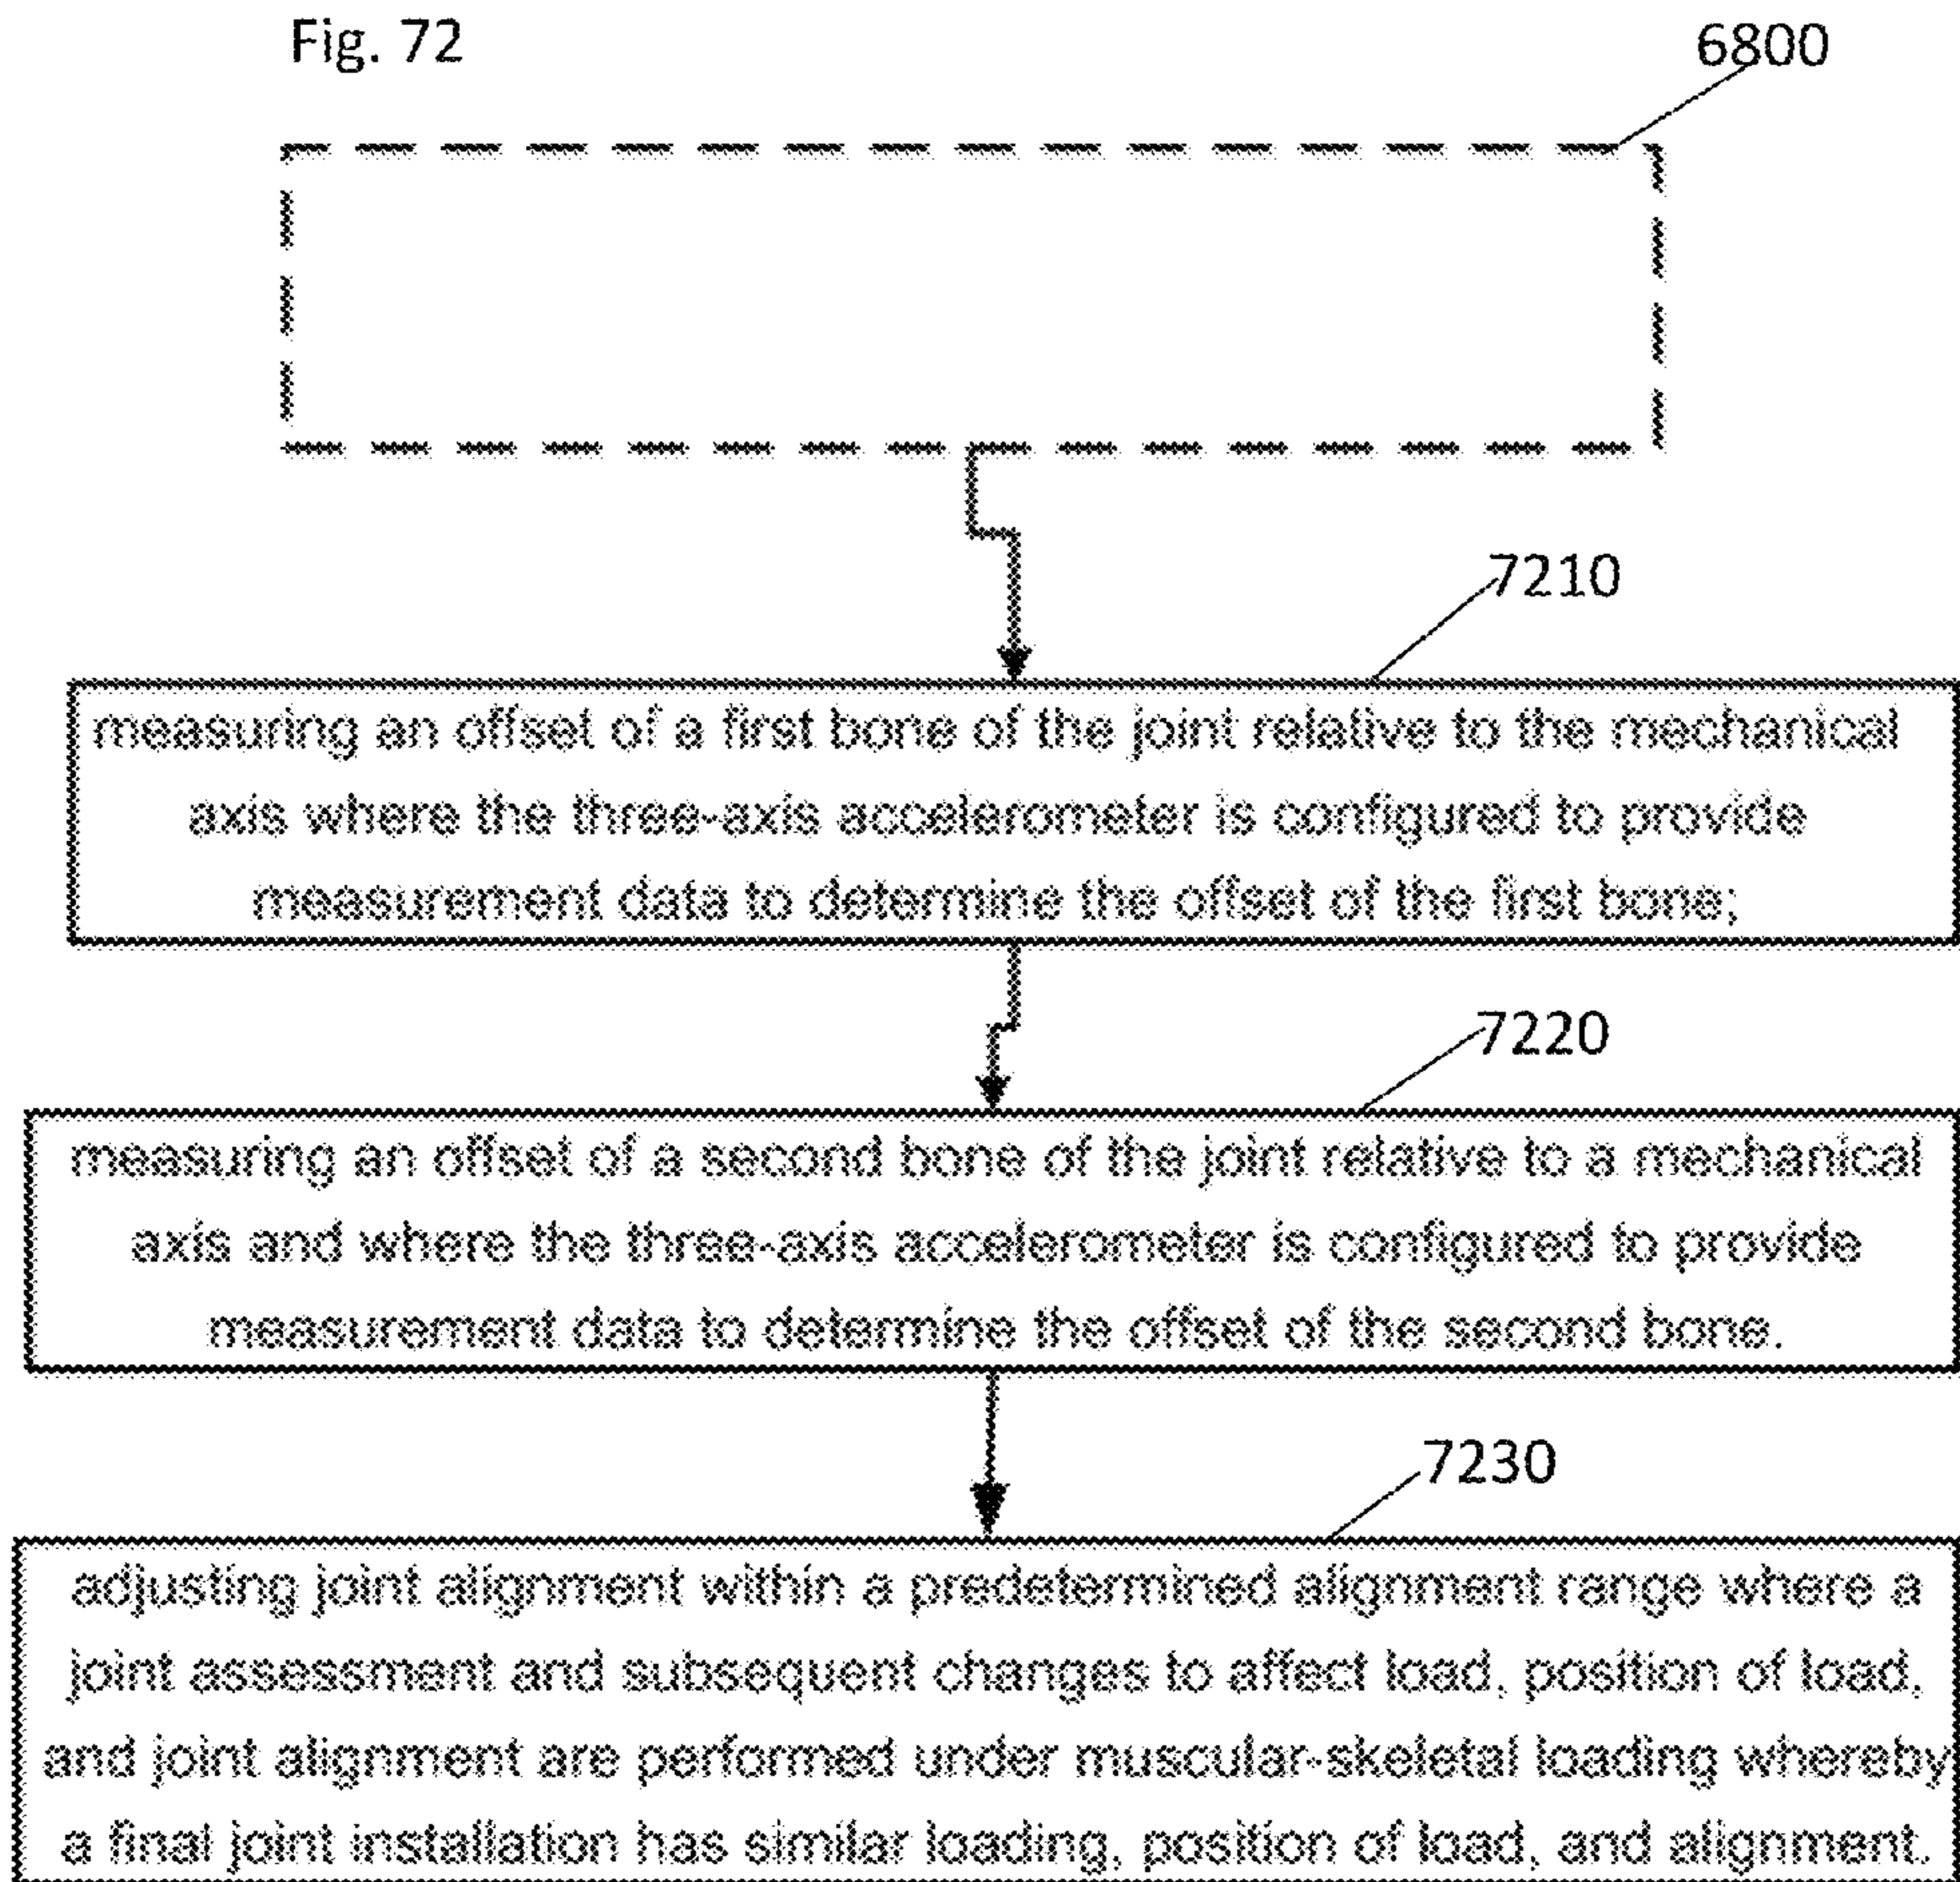 Fig. 72
6800
7210
measuring an offset of a first bone of the joint relative to the mechanical
axis where the three-axis accelerometer is configured to provide
measurement data to determine the offset of the first bone;
7220
measuring an offset of a second bone of the joint relative to a mechanical
axis and where the three-axis accelerometer is configured to provide
measurement data to determine the offset of the second bone.
7230
adjusting joint alignment within a predetermined alignment range where a
joint assessment and subsequent changes to affect load, position of load,
and joint alignment are performed under muscular-skeletal loading whereby
a final joint installation has similar loading, position of load, and alignment.